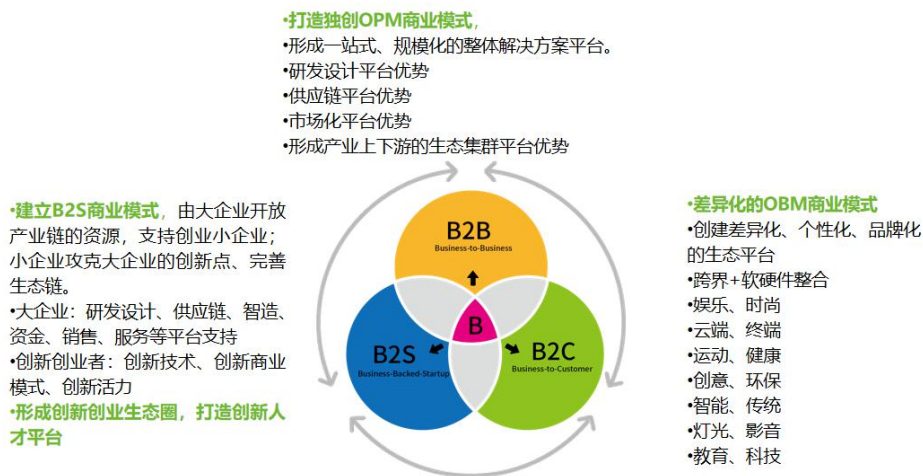 •打造独创OPM商业模式，
•形成一站式、规模化的整体解决方案平台。
•研发设计平台优势
•供应链平台优势
•市场化平台优势
•形成产业上下游的生态集群平台优势
•建立B2S商业模式，由大企业开放
产业链的资源，支持创业小企业；
小企业攻克大企业的创新点、完善
生态链。
•大企业：研发设计、供应链、智造、
资金、销售、服务等平台支持
•创新创业者：创新技术、创新商业
模式、创新活力
•形成创新创业生态圈，打造创新人
才平台
B2B
Business-to-Business
B
B2S
Business-Backed-Startup
B2C
Business-to-Customer
•差异化的OBM商业模式
•创建差异化、个性化、品牌化
的生态平台
•跨界+软硬件整合
•娱乐、时尚
•云端、终端
•运动、健康
•创意、环保
•智能、传统
•灯光、影音
•教育、科技